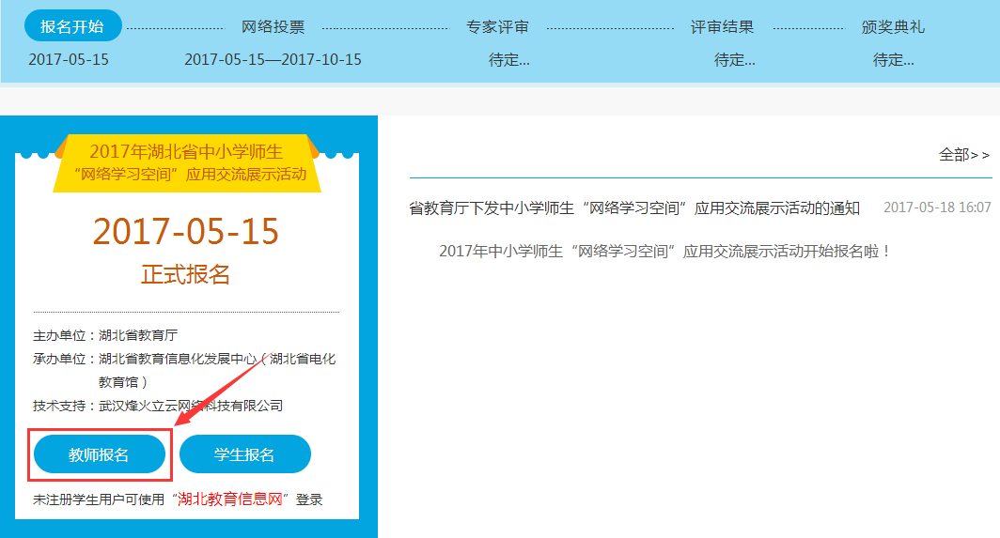 报名开始 网络投票 专家评审 评审结果 颁奖典礼
2017-05-15 2017-05-15—2017-10-15 待定... 待定... 待定...
2017年湖北省中小学师生
“网络学习空间”应用交流展示活动
2017-05-15
正式报名
主办单位：湖北省教育厅
承办单位：湖北省教育信息化发展中心（湖北省电化
教育馆）
技术支持：武汉烽火立云网络科技有限公司
教师报名 学生报名
未注册学生用户可使用“湖北教育信息网”登录
全部>>
省教育厅下发中小学师生“网络学习空间”应用交流展示活动的通知 2017-05-18 16:07
2017年中小学师生“网络学习空间”应用交流展示活动开始报名啦！